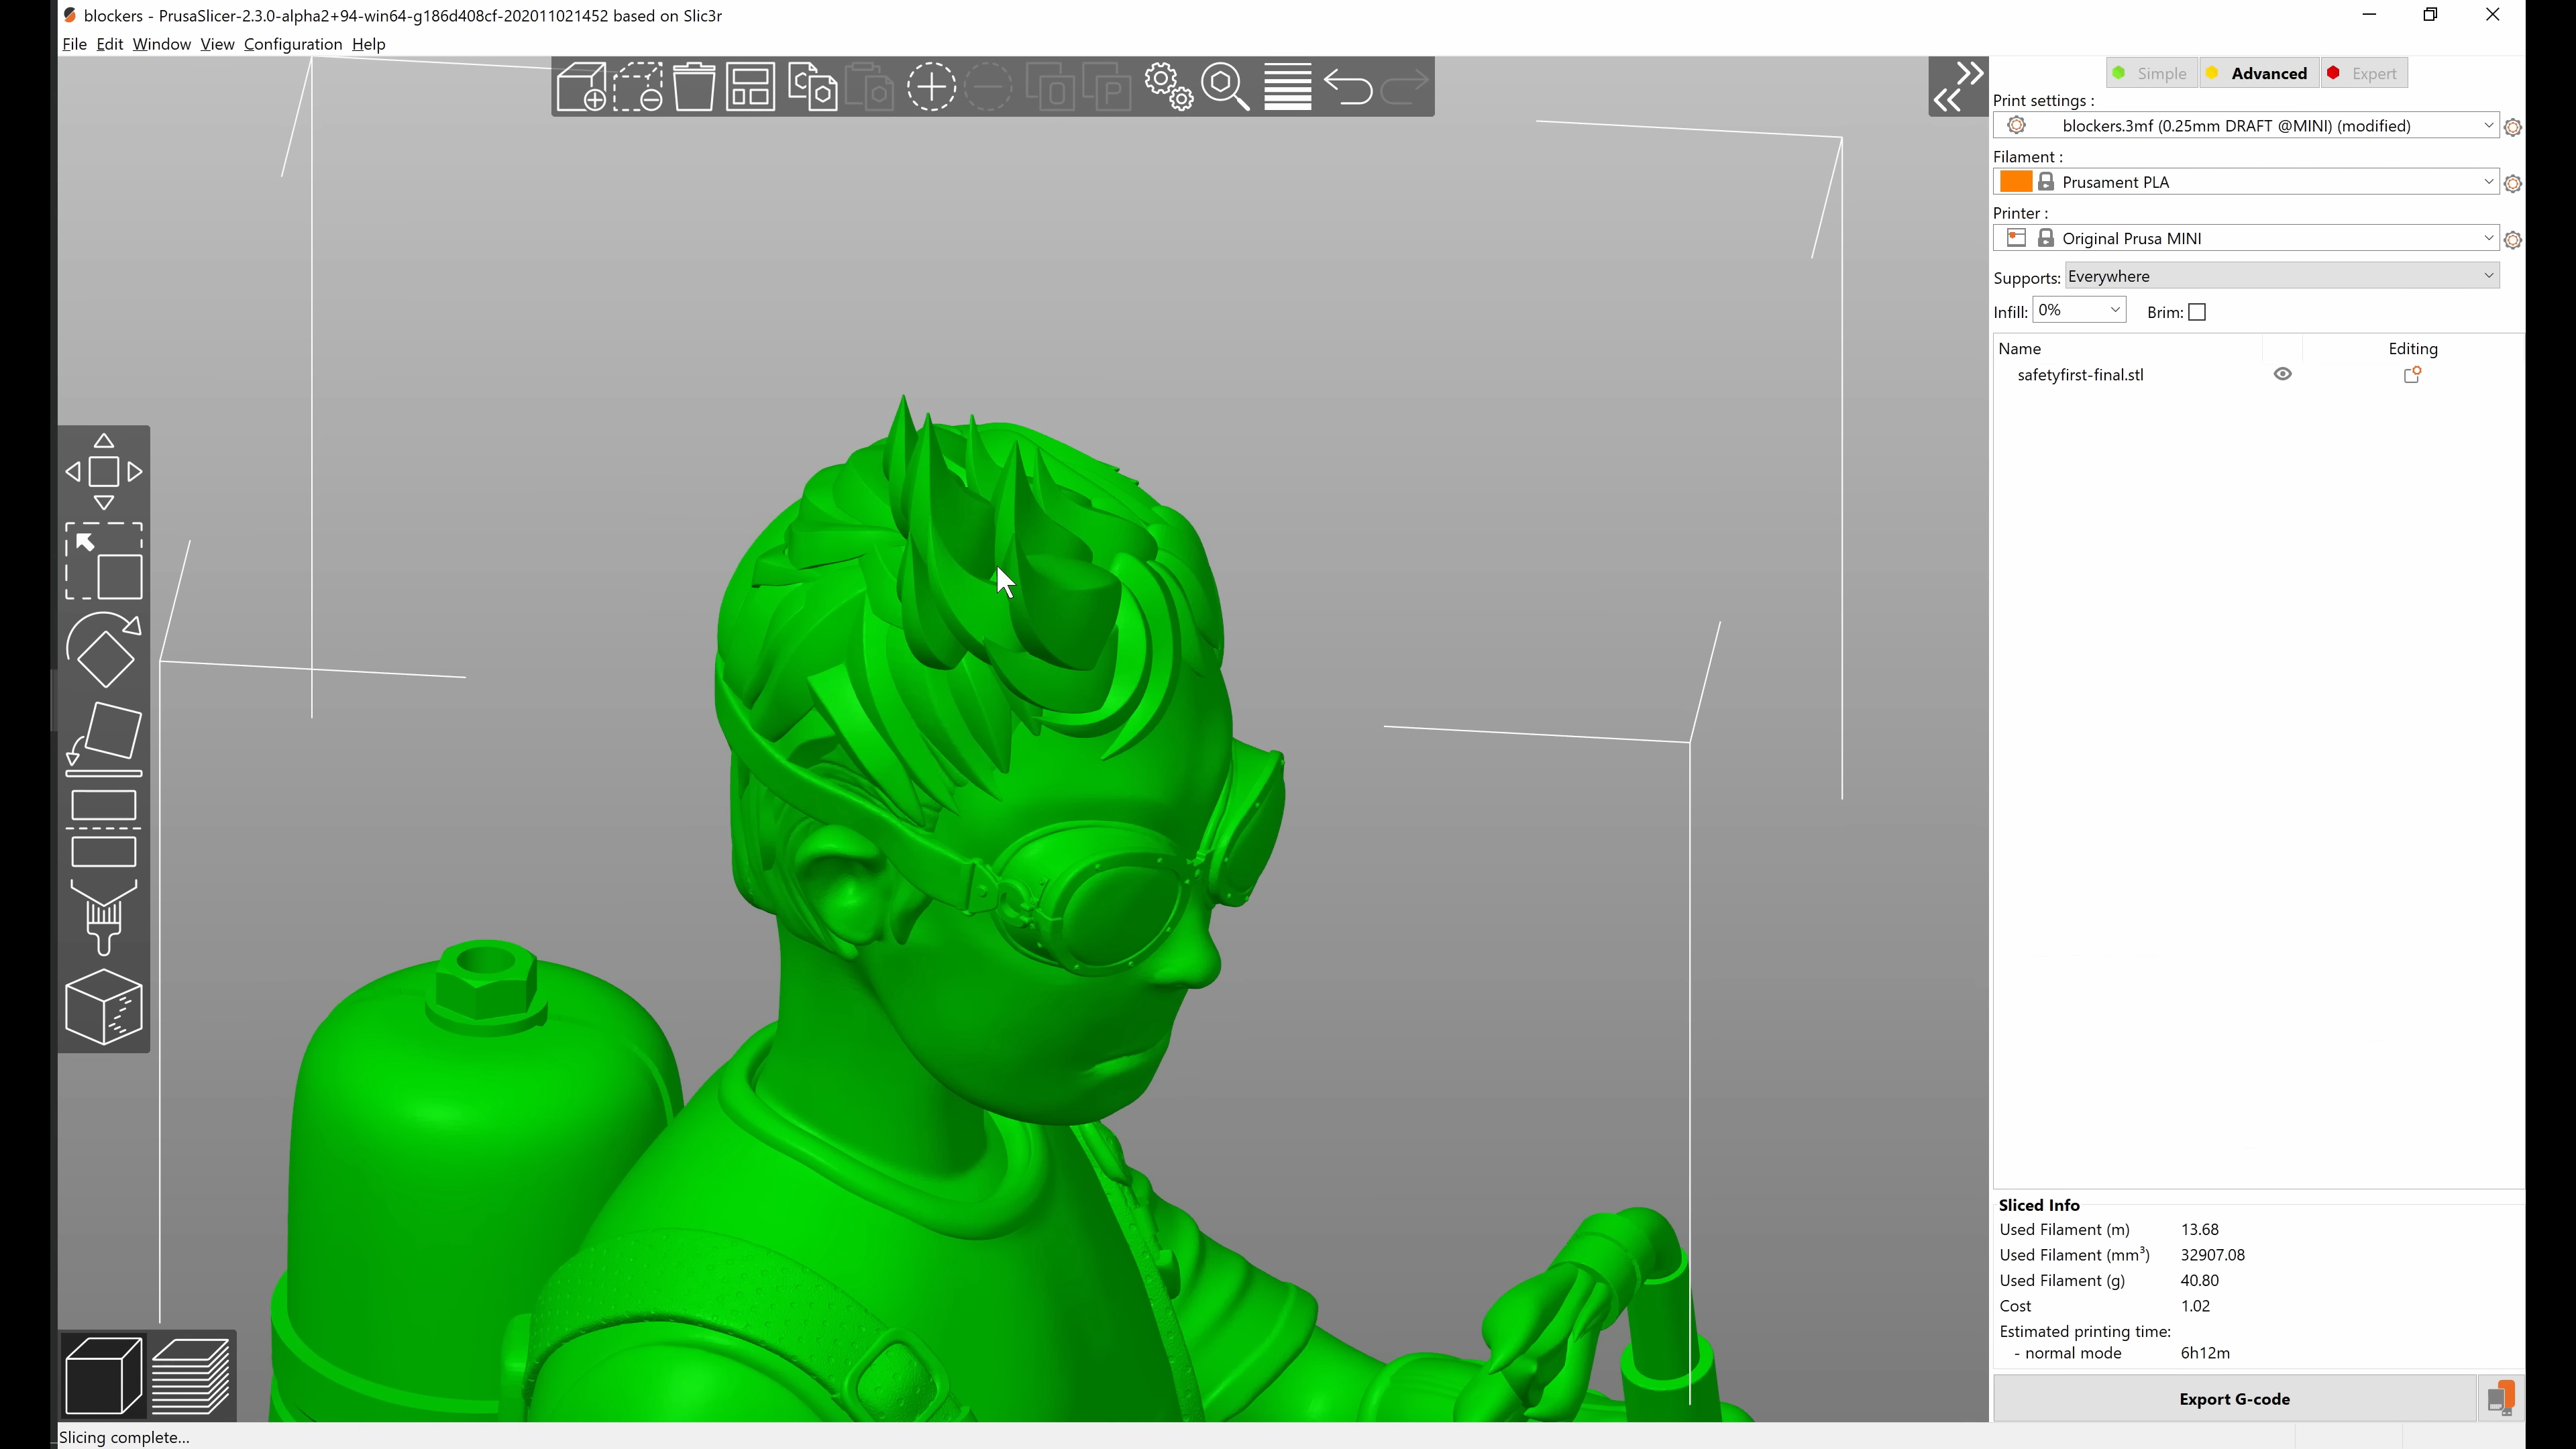 blockers - PrusaSlicer-2.3.0-alpha2+94-win64-g186d408cf-202011021452 based on Slic3r
File Edit Window View Configuration Help
Simple Advanced Expert
Print settings :
blockers.3mf (0.25mm DRAFT @MINI) (modified)
Filament :
Prusament PLA
Printer :
Original Prusa MINI
Supports: Everywhere
Infill: 0% Brim:
Name Editing
safetyfirst-final.stl
Sliced Info
Used Filament (m) 13.68
Used Filament (mm³) 32907.08
Used Filament (g) 40.80
Cost 1.02
Estimated printing time:
- normal mode 6h12m
Export G-code
Slicing complete...